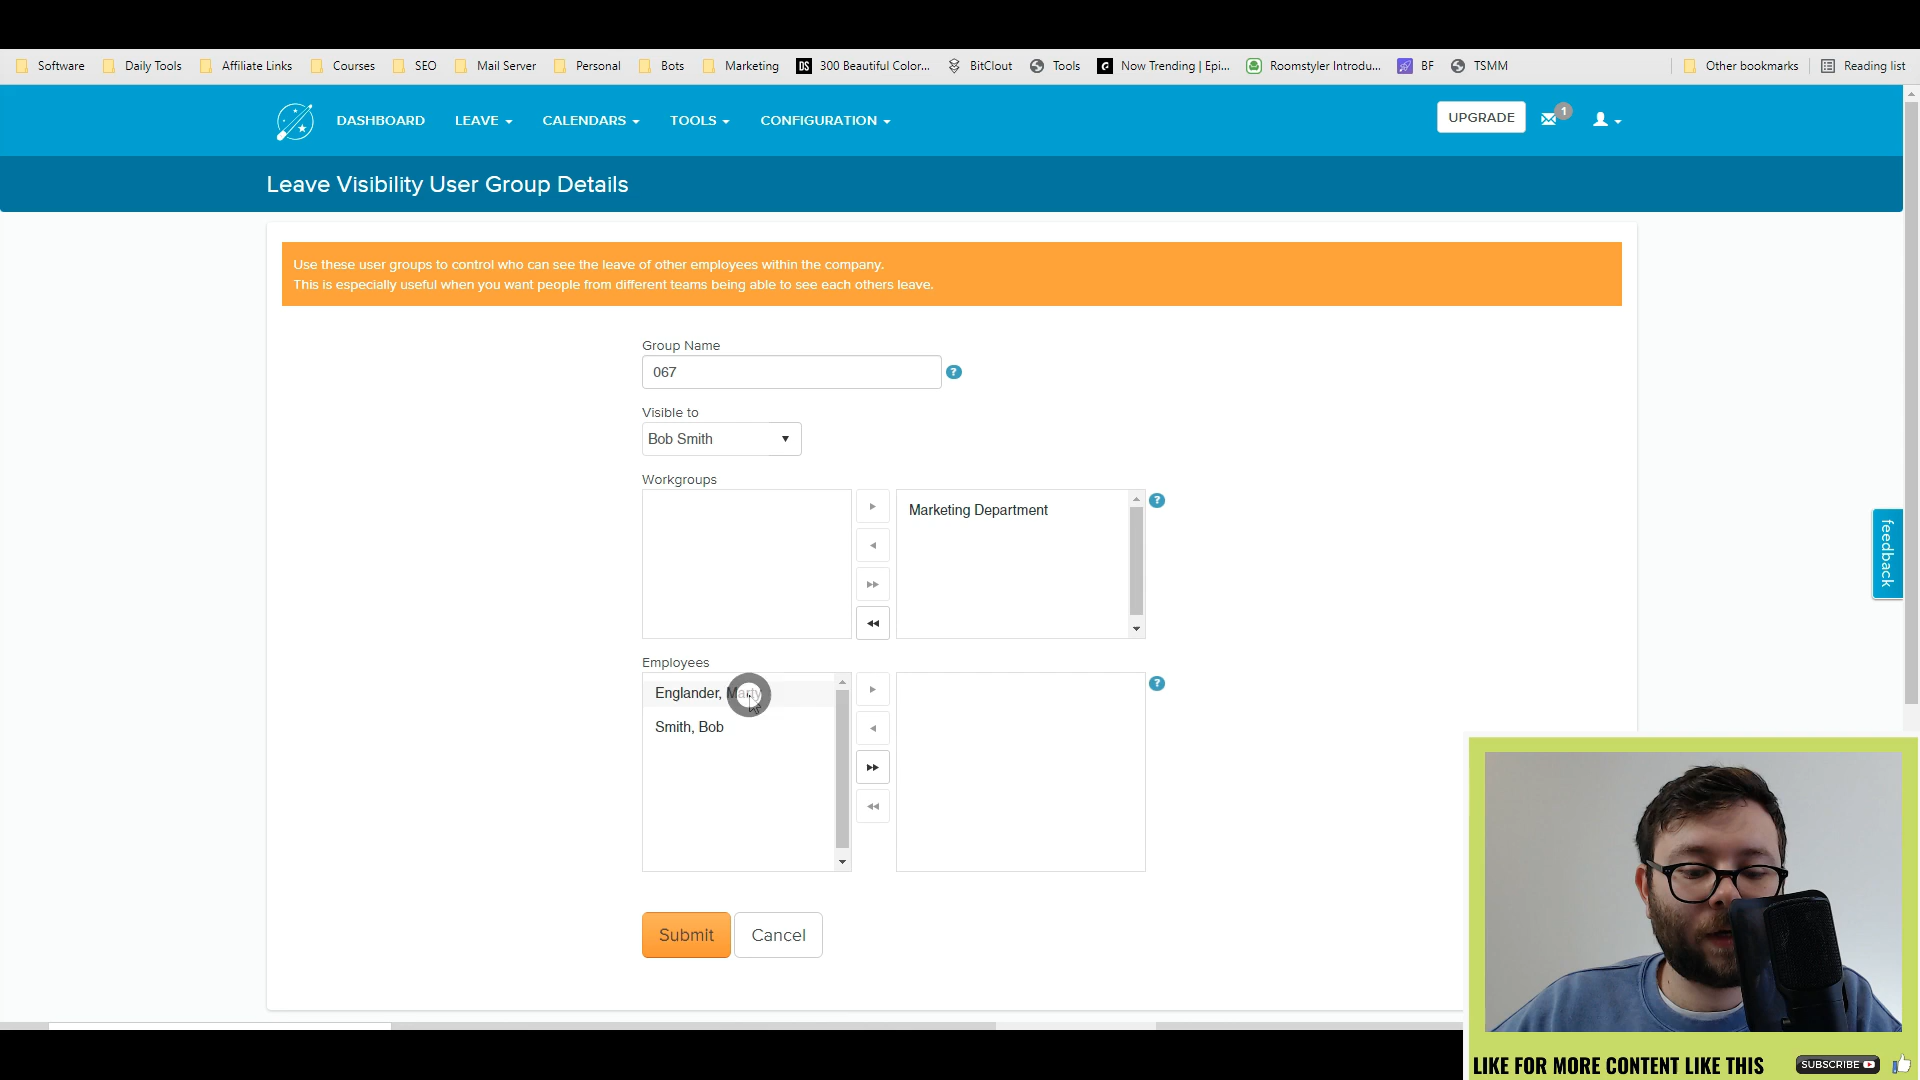 Software Daily Tools Affiliate Links Courses SEO Mail Server Personal Bots Marketing DS 300 Beautiful Color... BitClout Tools Now Trending | Epi... Roomstyler Introdu... BF TSMM Other bookmarks Reading list
DASHBOARD LEAVE CALENDARS TOOLS CONFIGURATION UPGRADE 1
Leave Visibility User Group Details
Use these user groups to control who can see the leave of other employees within the company.
This is especially useful when you want people from different teams being able to see each others leave.
Group Name
067 ?
Visible to
Bob Smith
Workgroups
Marketing Department ?
feedback
Employees
Englander, Marty ?
Smith, Bob
Submit Cancel
LIKE FOR MORE CONTENT LIKE THIS SUBSCRIBE